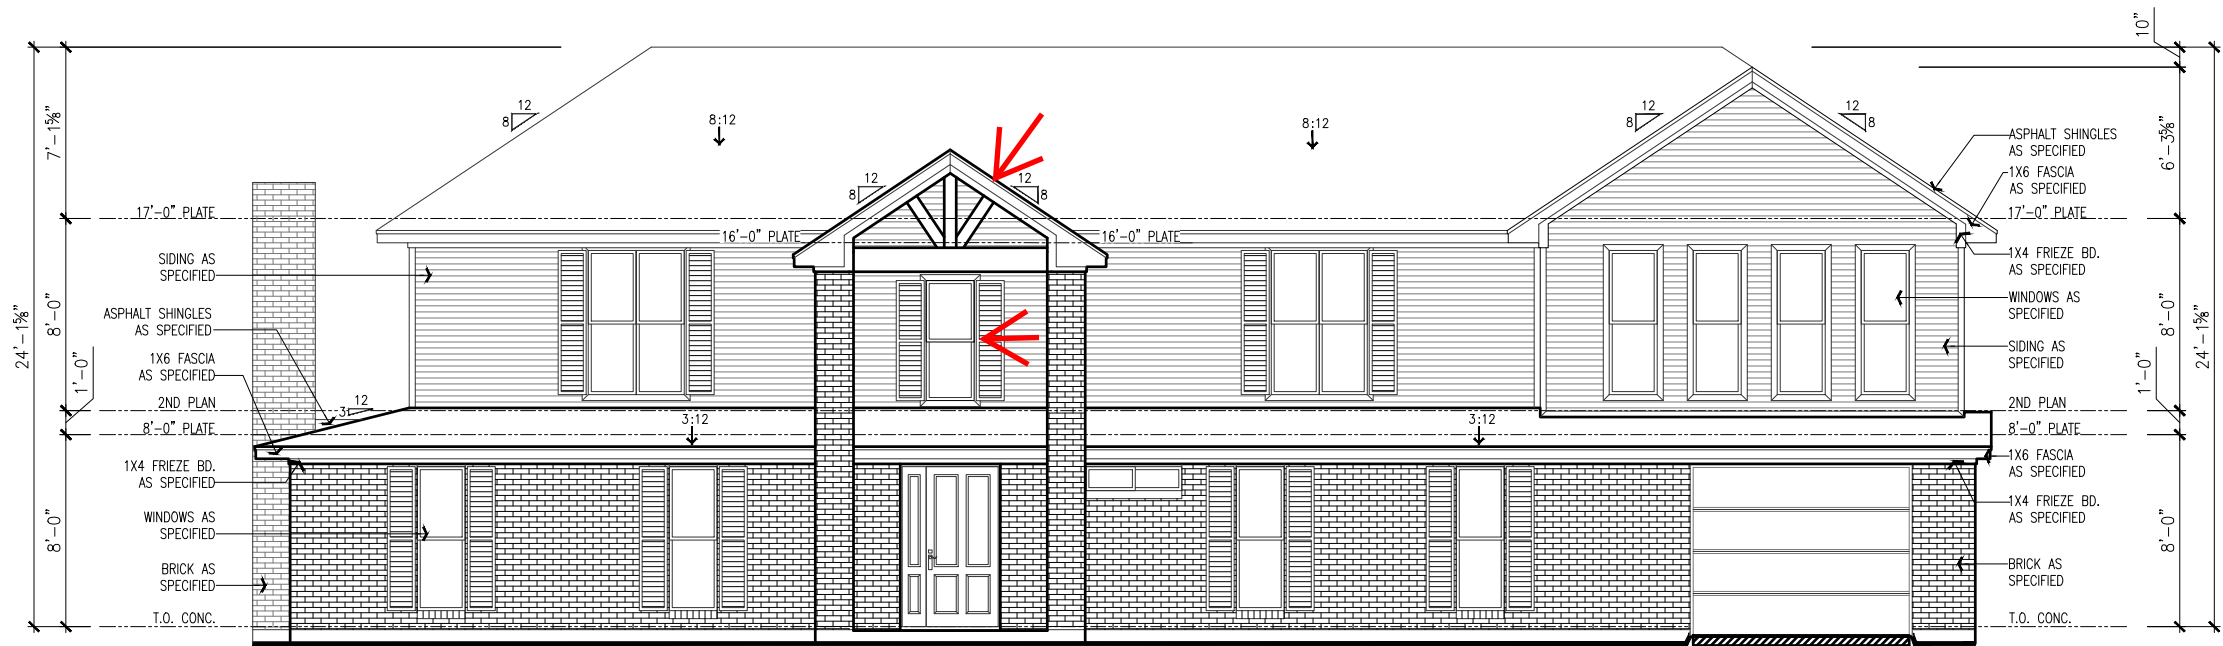 10"
12
8
8:12
8:12
12
8
12
8
7'-1⅝"
6'-3⅝"
ASPHALT SHINGLES
AS SPECIFIED
1X6 FASCIA
AS SPECIFIED
12
8
12
8
17'-0" PLATE
17'-0" PLATE
16'-0" PLATE
16'-0" PLATE
SIDING AS
SPECIFIED
1X4 FRIEZE BD.
AS SPECIFIED
WINDOWS AS
SPECIFIED
24'-1⅝"
8'-0"
ASPHALT SHINGLES
AS SPECIFIED
8'-0"
24'-1⅝"
SIDING AS
SPECIFIED
1X6 FASCIA
AS SPECIFIED
1'-0"
1'-0"
2ND PLAN
12
3
2ND PLAN
3:12
3:12
8'-0" PLATE
8'-0" PLATE
1X4 FRIEZE BD.
AS SPECIFIED
1X6 FASCIA
AS SPECIFIED
1X4 FRIEZE BD.
AS SPECIFIED
WINDOWS AS
SPECIFIED
8'-0"
8'-0"
BRICK AS
SPECIFIED
BRICK AS
SPECIFIED
T.O. CONC.
T.O. CONC.